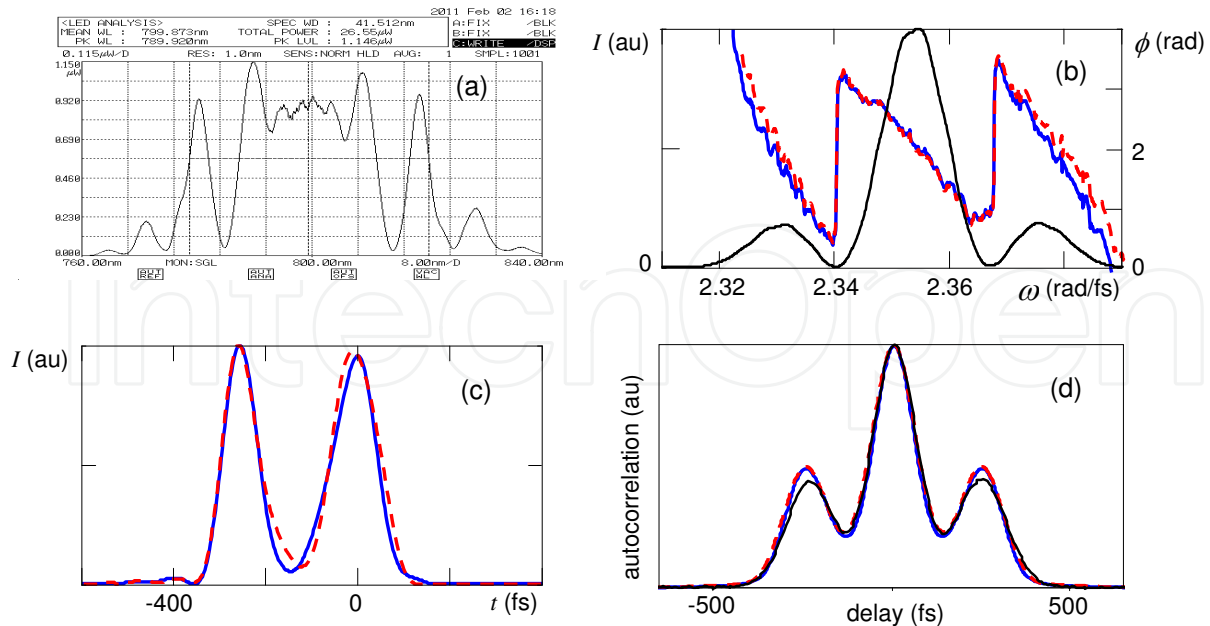 2011 Feb 02 16:18
<LED ANALYSIS> SPEC WD : 41.512nm A:FIX /BLK
MEAN WL : 799.873nm TOTAL POWER : 26.55µW B:FIX /BLK
PK WL : 789.920nm PK LVL : 1.146µW C:WRITE /DSP
0.115µW/D RES: 1.0nm SENS:NORM HLD AVG: 1 SMPL:1001
1.150
µW
0.920
0.690
0.460
0.230
0.000
760.00nm MON:SGL 800.00nm 8.00nm/D 840.00nm
(a)
I (au)
ϕ (rad)
(b)
0
2
0
2.32
2.34
2.36
ω (rad/fs)
I (au)
(c)
-400
0
t (fs)
autocorrelation (au)
(d)
-500
delay (fs)
500
IntechOpen